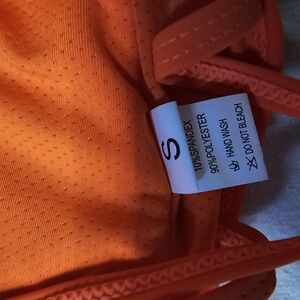 S
10%SPANDEX
90%POLYESTER
HAND WASH
DO NOT BLEACH